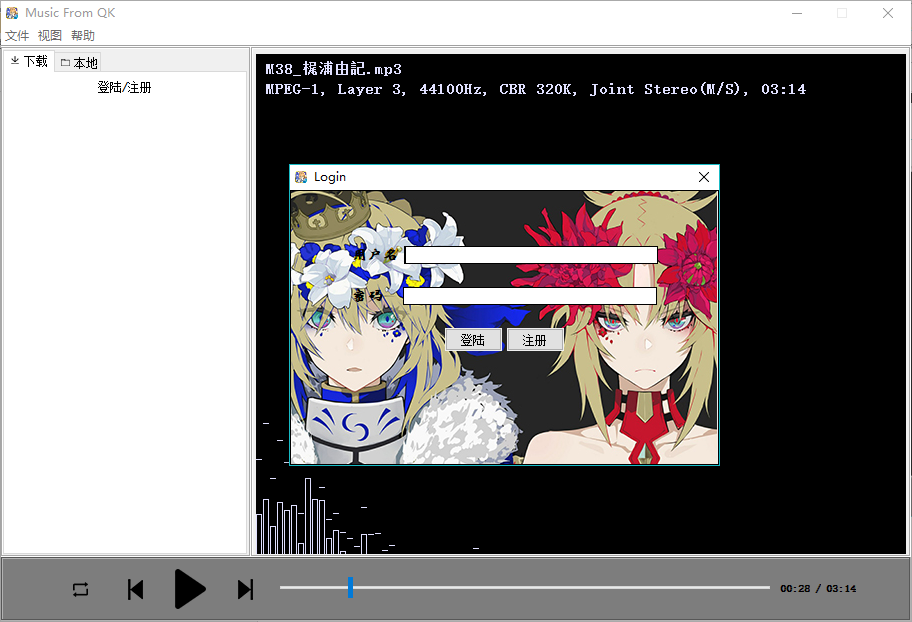 Music From QK
文件 视图 帮助
下载 本地
登陆/注册
M38_梶浦由記.mp3
MPEG-1, Layer 3, 44100Hz, CBR 320K, Joint Stereo(M/S), 03:14
Login
用户名
密码
登陆 注册
00:28 / 03:14